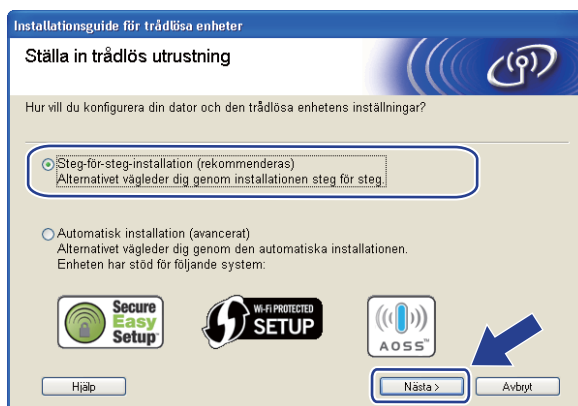 Installationsguide för trådlösa enheter
Ställa in trådlös utrustning
Hur vill du konfigurera din dator och den trådlösa enhetens inställningar?
Steg-för-steg-installation (rekommenderas)
Alternativet vägleder dig genom installationen steg för steg.
Automatisk installation (avancerat)
Alternativet vägleder dig genom den automatiska installationen.
Enheten har stöd för följande system:
Secure
Easy
Setup
WI-FI PROTECTED
SETUP
AOSS™
Hjälp
Nästa >
Avbryt